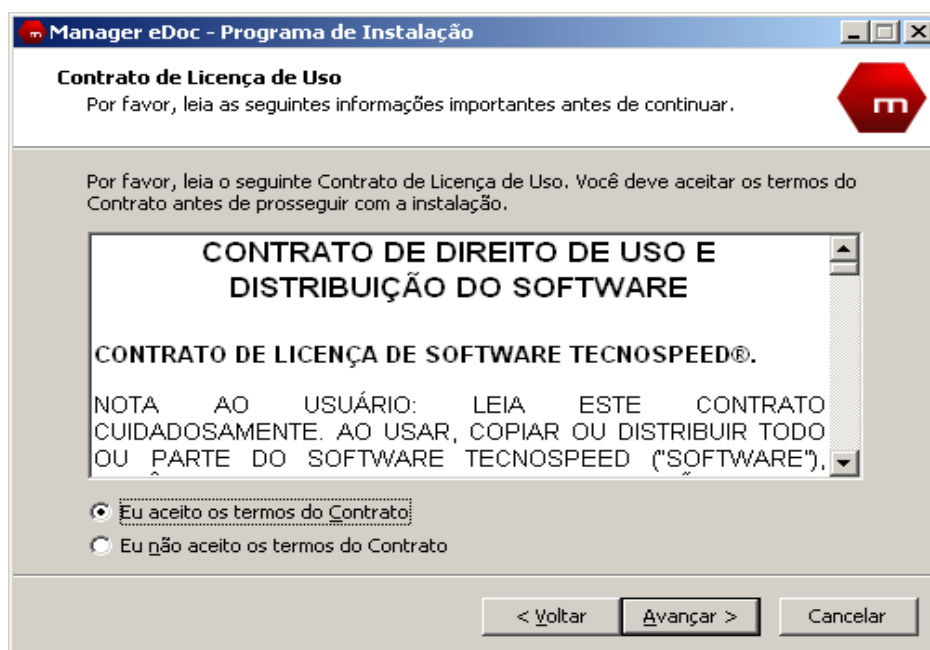 m Manager eDoc - Programa de Instalação
Contrato de Licença de Uso
Por favor, leia as seguintes informações importantes antes de continuar.
m
Por favor, leia o seguinte Contrato de Licença de Uso. Você deve aceitar os termos do
Contrato antes de prosseguir com a instalação.
CONTRATO DE DIREITO DE USO E
DISTRIBUIÇÃO DO SOFTWARE
CONTRATO DE LICENÇA DE SOFTWARE TECNOSPEED®.
NOTA AO USUÁRIO: LEIA ESTE CONTRATO
CUIDADOSAMENTE. AO USAR, COPIAR OU DISTRIBUIR TODO
OU PARTE DO SOFTWARE TECNOSPEED ("SOFTWARE"),
Eu aceito os termos do Contrato
Eu não aceito os termos do Contrato
< Voltar
Avançar >
Cancelar